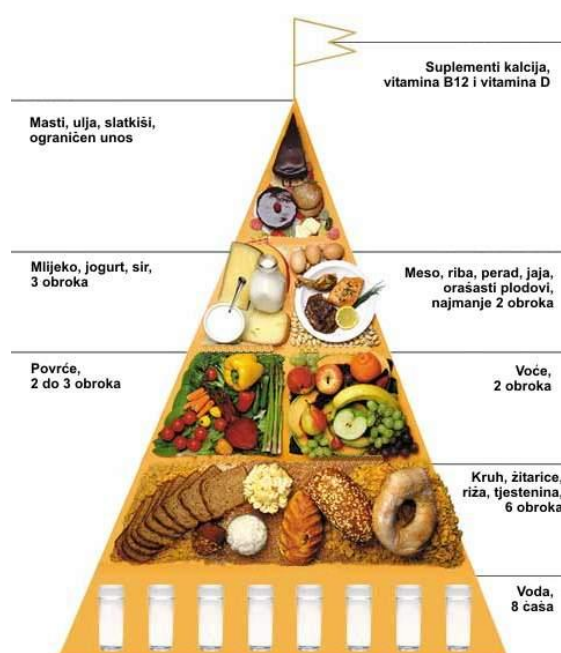 Suplementi kalcija,
vitamina B12 i vitamina D
Masti, ulja, slatkiši,
ograničen unos
Mlijeko, jogurt, sir,
3 obroka
Meso, riba, perad, jaja,
orašasti plodovi,
najmanje 2 obroka
Povrće,
2 do 3 obroka
Voće,
2 obroka
Kruh, žitarice,
riža, tjestenina,
6 obroka
Voda,
8 čaša